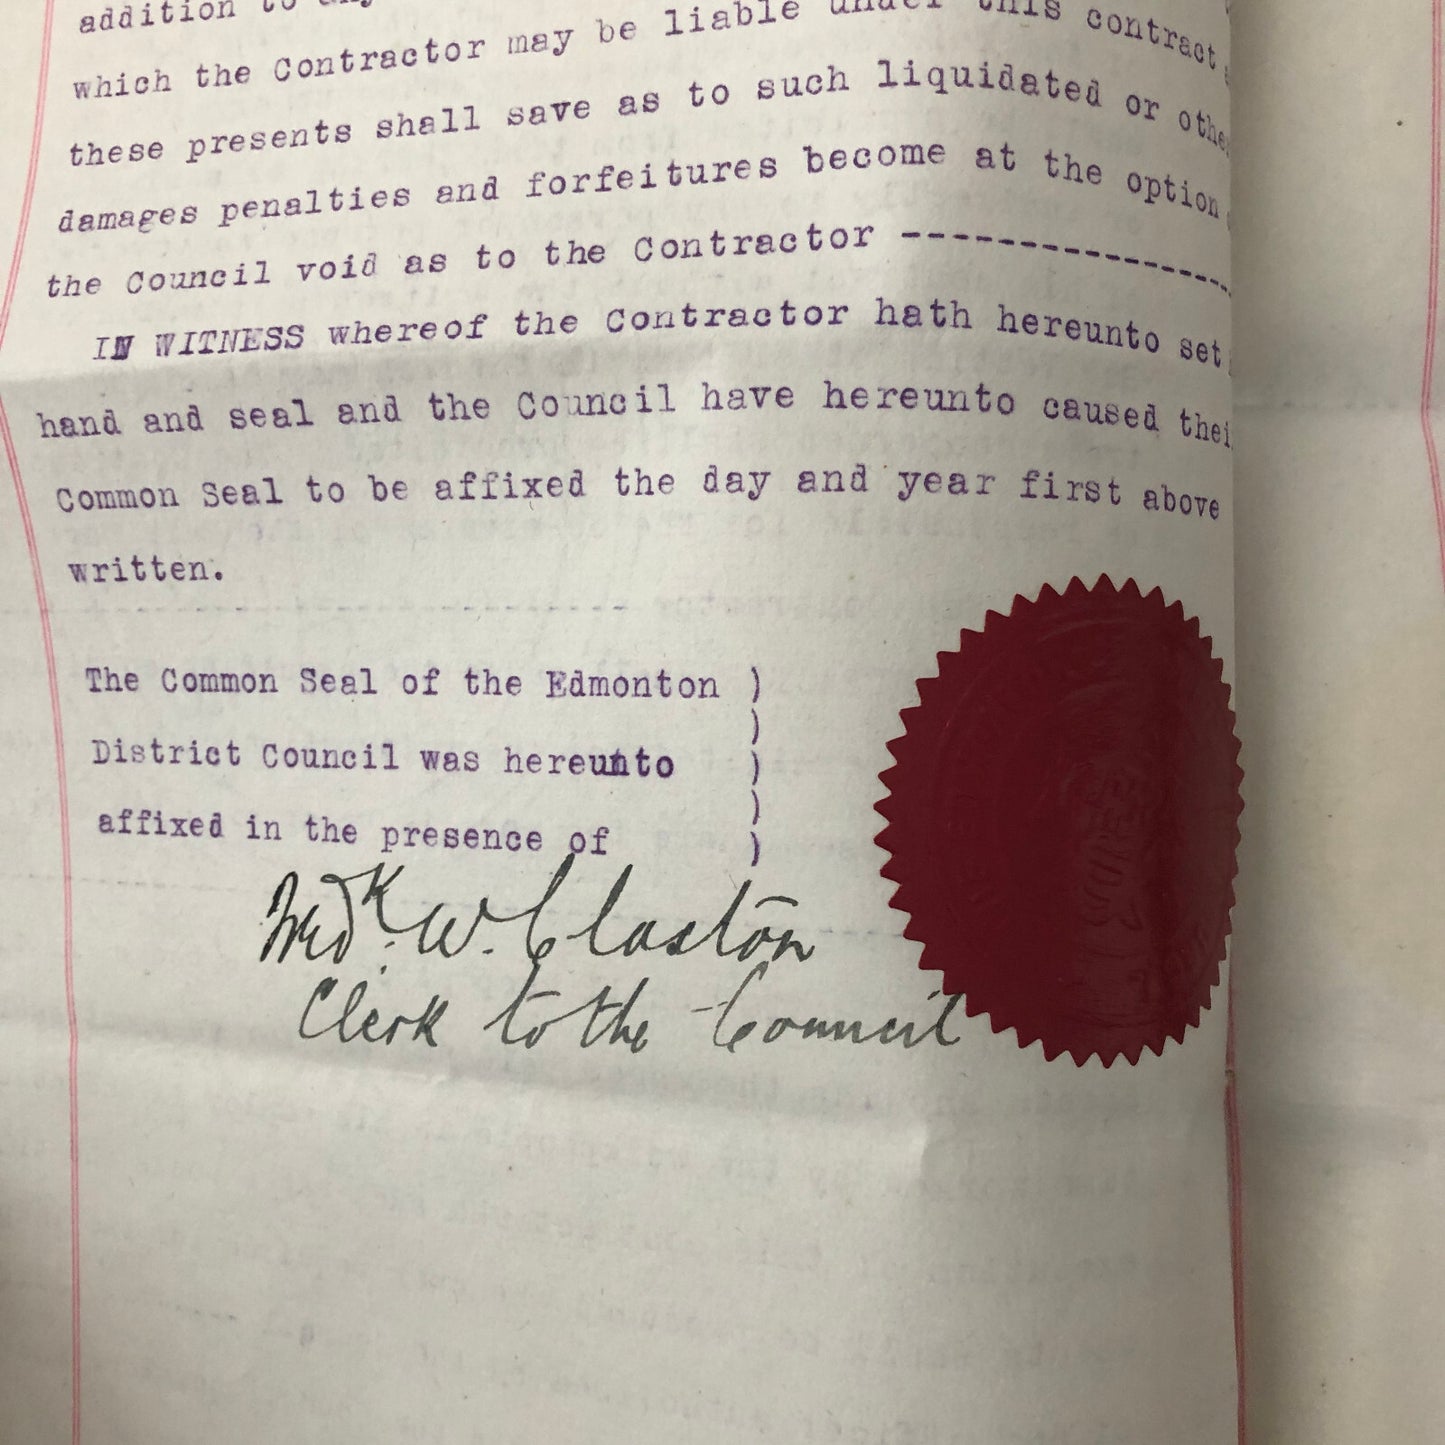 addition to any
which the Contractor may be liable under this contract
these presents shall save as to such liquidated or othe
damages penalties and forfeitures become at the option
the Council void as to the Contractor --------------
IN WITNESS whereof the Contractor hath hereunto set
hand and seal and the Council have hereunto caused thei
Common Seal to be affixed the day and year first above
written.
The Common Seal of the Edmonton )
)
District Council was hereunto )
)
affixed in the presence of )
Fredk. W. Claxton
Clerk to the Council